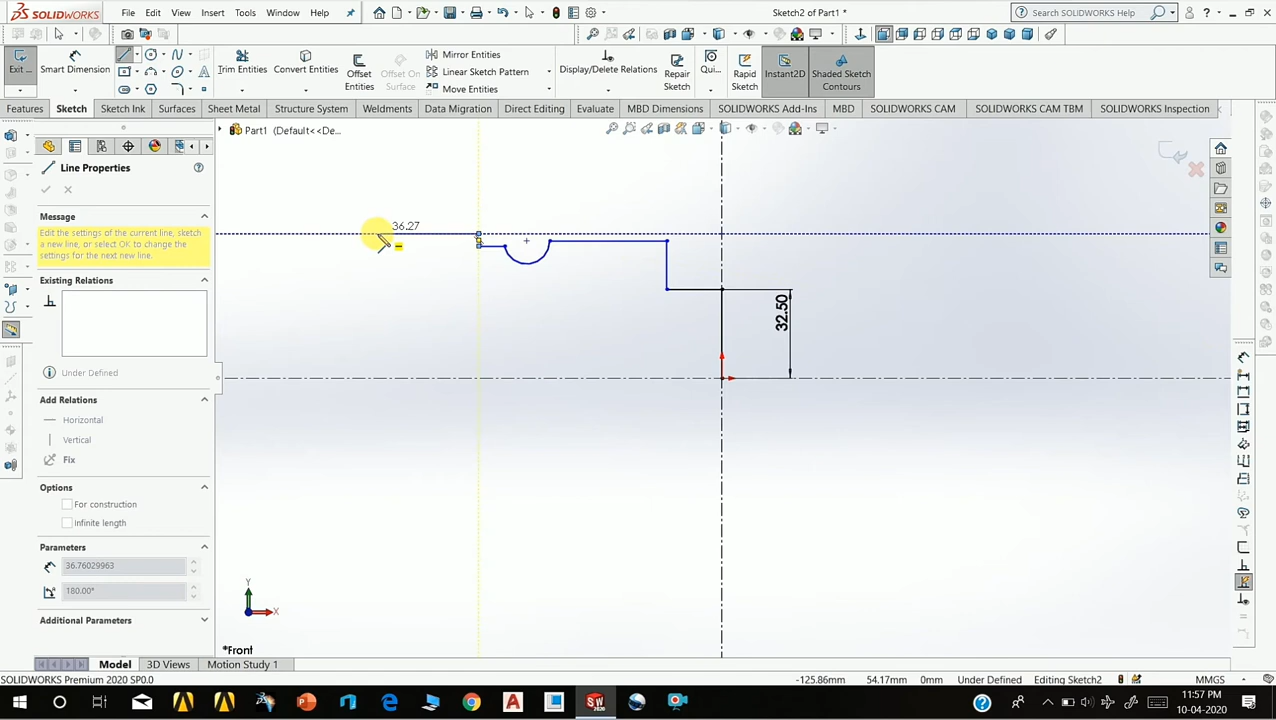 SOLIDWORKS File Edit View Insert Tools Window Help Sketch2 of Part1 * Search SOLIDWORKS Help
Exit ... Smart Dimension Trim Entities Convert Entities Offset Entities Offset On Surface Mirror Entities Linear Sketch Pattern Move Entities Display/Delete Relations Repair Sketch Qui... Rapid Sketch Instant2D Shaded Sketch Contours
Features Sketch Sketch Ink Surfaces Sheet Metal Structure System Weldments Data Migration Direct Editing Evaluate MBD Dimensions SOLIDWORKS Add-Ins MBD SOLIDWORKS CAM SOLIDWORKS CAM TBM SOLIDWORKS Inspection
Part1 (Default<<De...
Line Properties
Message
Edit the settings of the current line, sketch
a new line, or select OK to change the
settings for the next new line.
Existing Relations
Under Defined
Add Relations
Horizontal
Vertical
Fix
Options
For construction
Infinite length
Parameters
36.76029963
180.00°
Additional Parameters
36.27
32.50
Y
X
*Front
Model 3D Views Motion Study 1
SOLIDWORKS Premium 2020 SP0.0 -125.86mm 54.17mm 0mm Under Defined Editing Sketch2 MMGS
11:57 PM
10-04-2020